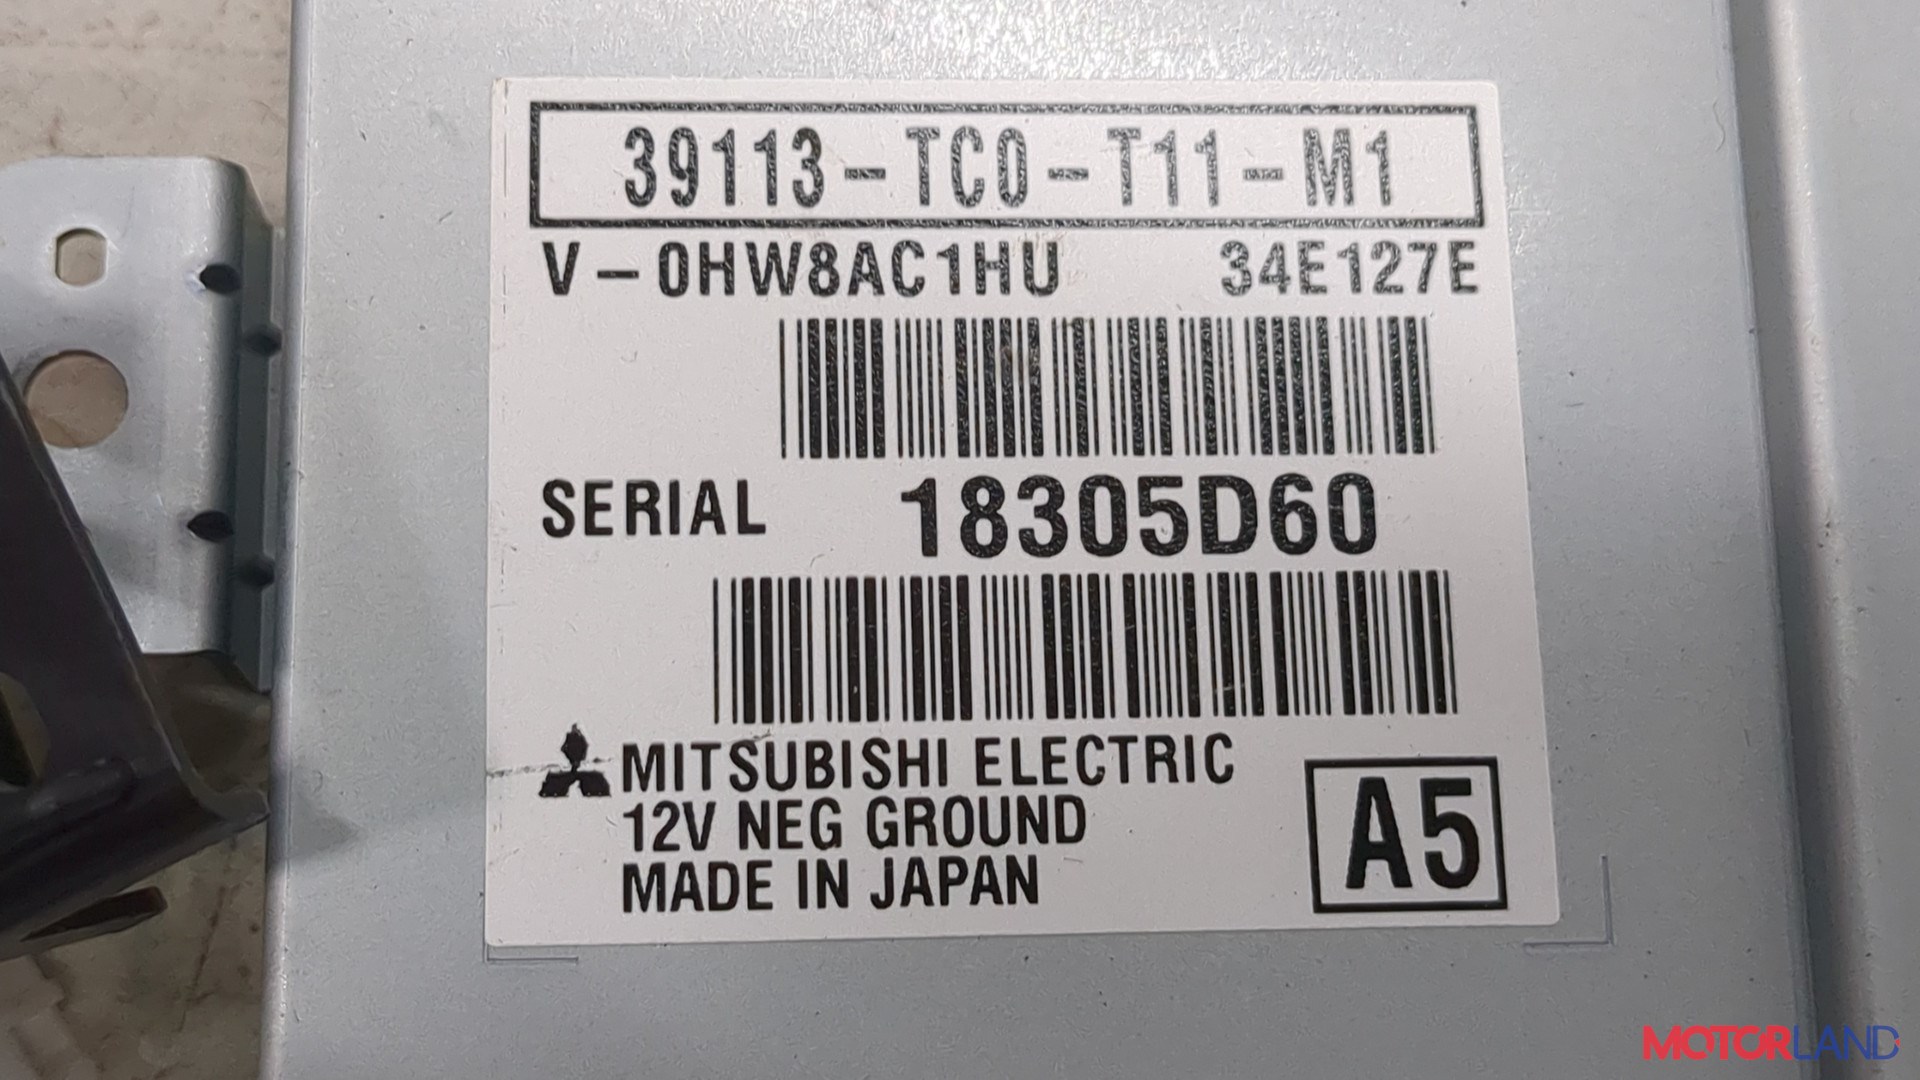 39113-TC0-T11-M1
V-0HW8AC1HU 34E127E
SERIAL 18305D60
MITSUBISHI ELECTRIC
12V NEG GROUND
MADE IN JAPAN
A5
MOTORLAND